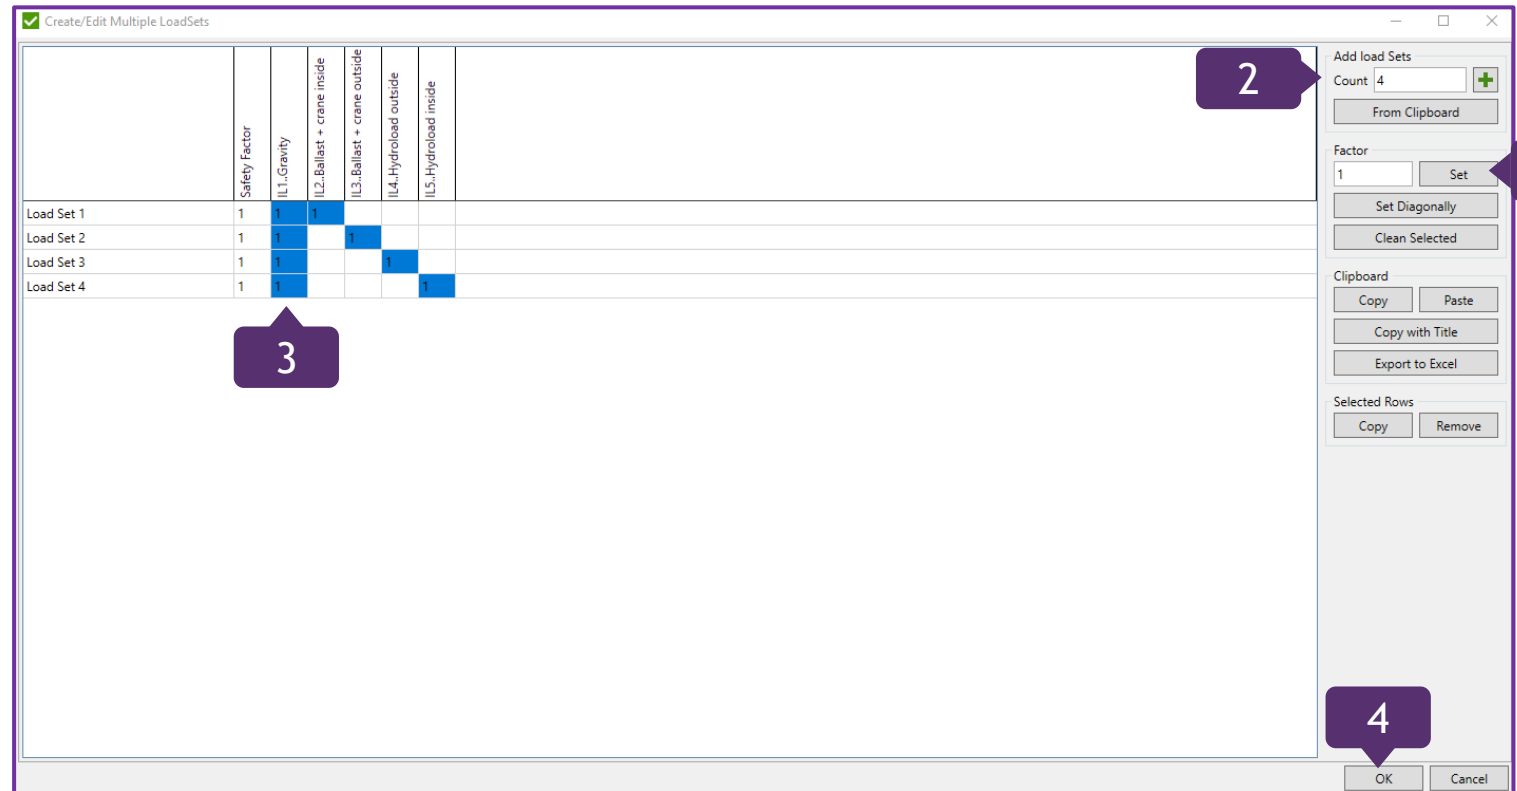 Create/Edit Multiple LoadSets
Safety Factor
IL1..Gravity
IL2..Ballast + crane inside
IL3..Ballast + crane outside
IL4..Hydroload outside
IL5..Hydroload inside
Load Set 1 1 1 1
Load Set 2 1 1 1
Load Set 3 1 1 1
Load Set 4 1 1 1
2
3
Add load Sets
Count 4
From Clipboard
Factor
1 Set
Set Diagonally
Clean Selected
Clipboard
Copy Paste
Copy with Title
Export to Excel
Selected Rows
Copy Remove
4
OK Cancel